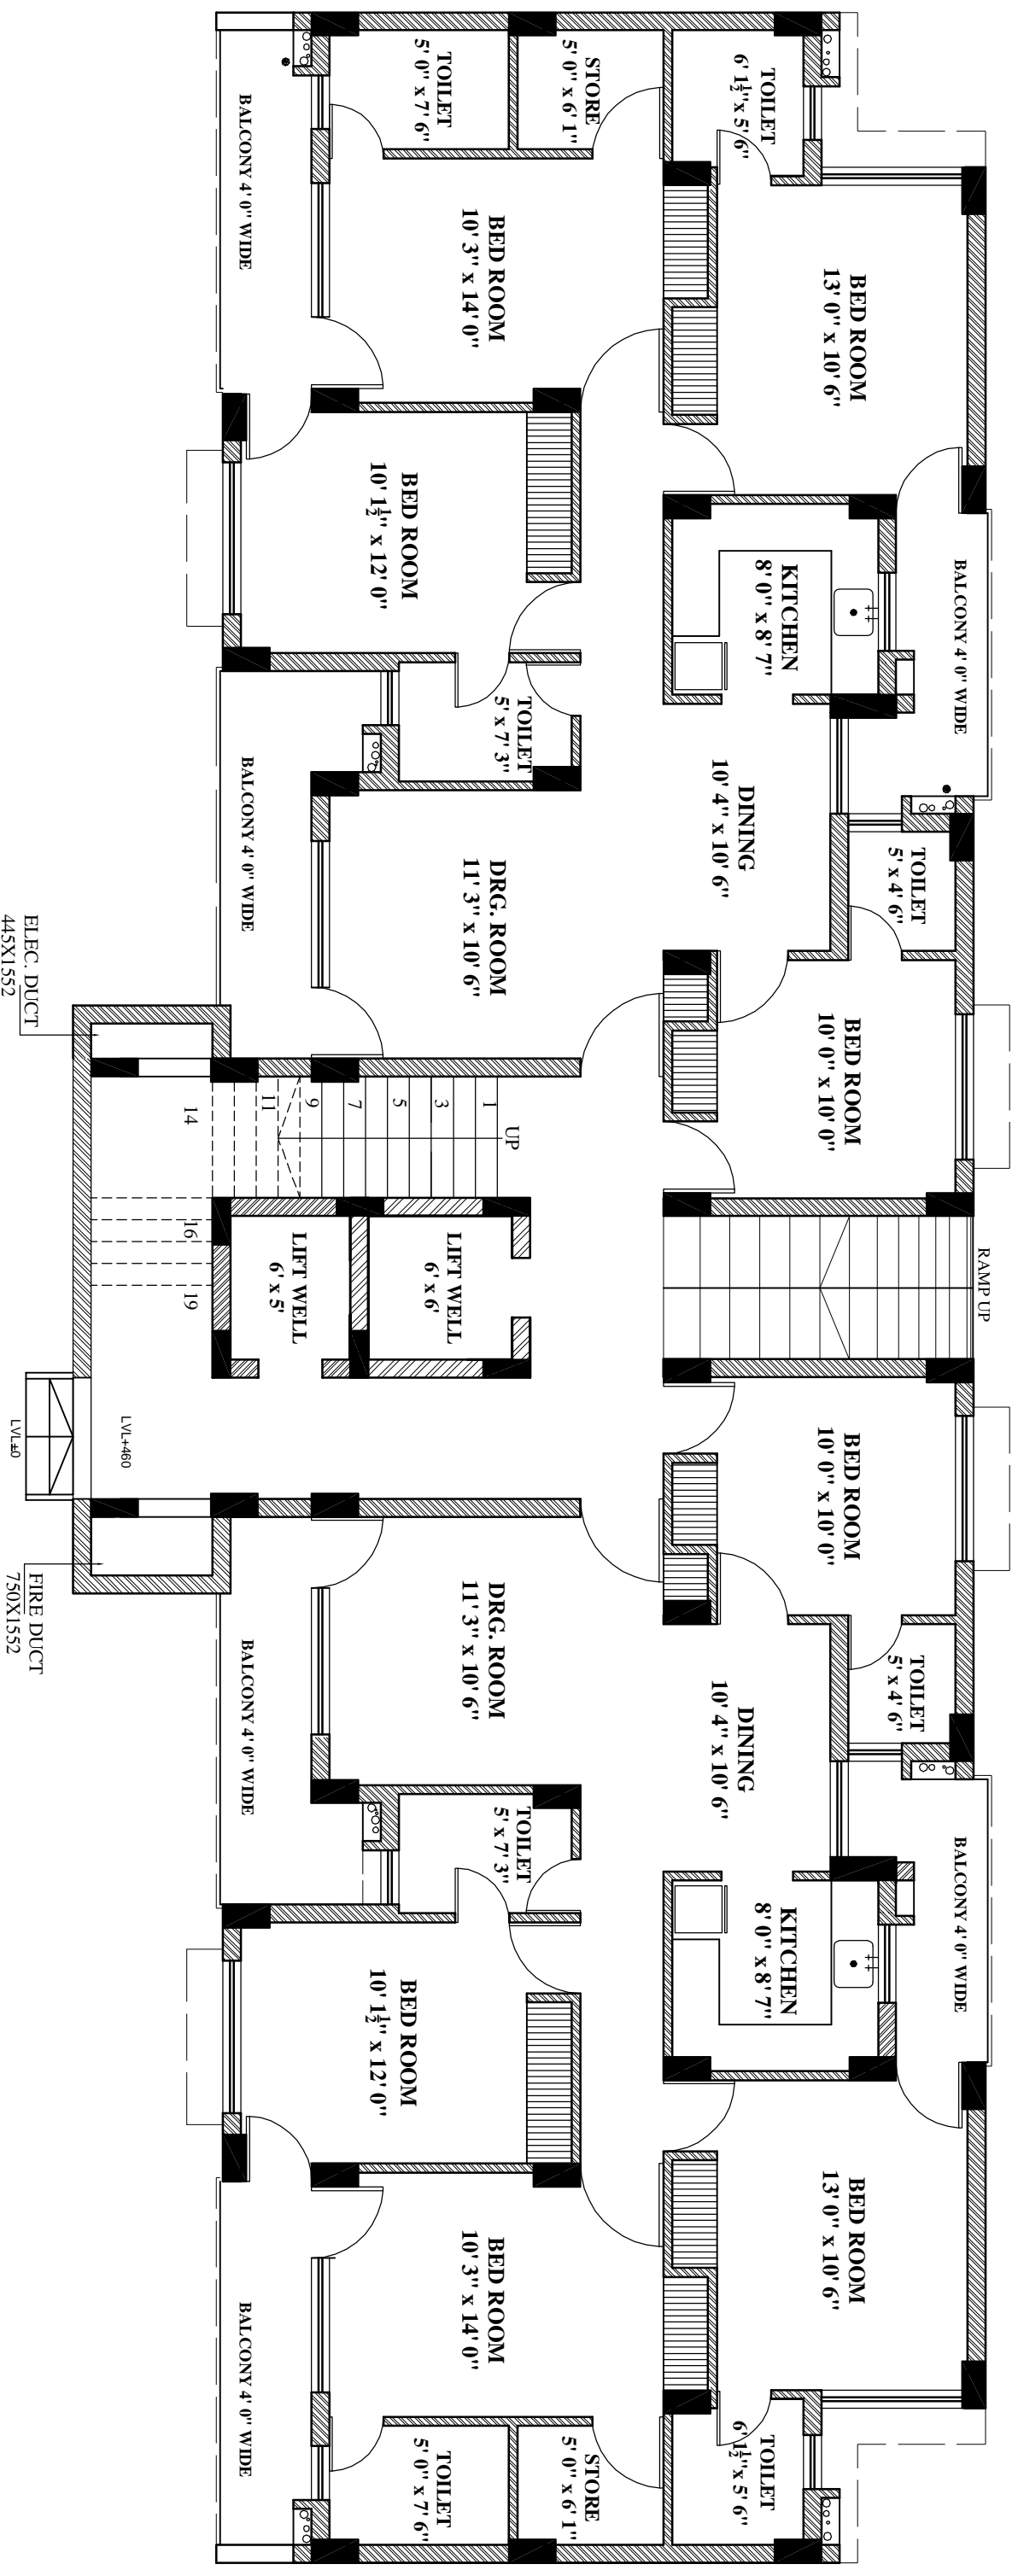 TOILET
5' 0" x 7' 6"
STORE
5' 0" x 6' 1"
TOILET
6' 1½" x 5' 6"
BALCONY 4' 0" WIDE
BED ROOM
10' 3" x 14' 0"
BED ROOM
13' 0" x 10' 6"
BED ROOM
10' 1½" x 12' 0"
KITCHEN
8' 0" x 8' 7"
BALCONY 4' 0" WIDE
TOILET
5' x 7' 3"
BALCONY 4' 0" WIDE
DRG. ROOM
11' 3" x 10' 6"
DINING
10' 4" x 10' 6"
TOILET
5' x 4' 6"
ELEC. DUCT
445X1552
BED ROOM
10' 0" x 10' 0"
UP
1
3
5
7
9
11
14
16
19
LIFT WELL
6' x 5'
LIFT WELL
6' x 6'
RAMP UP
LVL+460
LVL±0
BED ROOM
10' 0" x 10' 0"
FIRE DUCT
750X1552
BALCONY 4' 0" WIDE
DRG. ROOM
11' 3" x 10' 6"
DINING
10' 4" x 10' 6"
TOILET
5' x 4' 6"
TOILET
5' x 7' 3"
KITCHEN
8' 0" x 8' 7"
BALCONY 4' 0" WIDE
BED ROOM
10' 1½" x 12' 0"
BED ROOM
13' 0" x 10' 6"
BED ROOM
10' 3" x 14' 0"
BALCONY 4' 0" WIDE
TOILET
5' 0" x 7' 6"
STORE
5' 0" x 6' 1"
TOILET
6' 1½" x 5' 6"